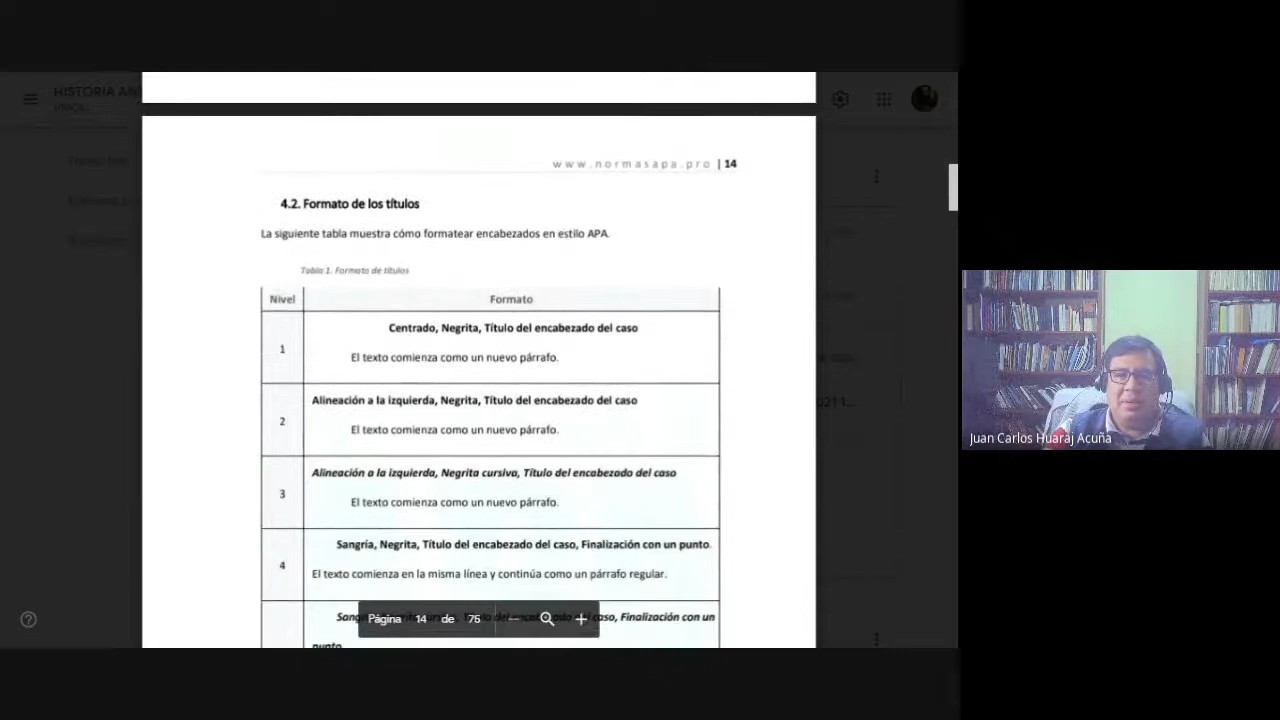 HISTORIA AN
www.normasapa.pro | 14
4.2. Formato de los títulos
La siguiente tabla muestra cómo formatear encabezados en estilo APA.
Tabla 1. Formato de títulos
Nivel Formato
1 Centrado, Negrita, Título del encabezado del caso
El texto comienza como un nuevo párrafo.
2 Alineación a la izquierda, Negrita, Título del encabezado del caso
El texto comienza como un nuevo párrafo.
3 Alineación a la izquierda, Negrita cursiva, Título del encabezado del caso
El texto comienza como un nuevo párrafo.
4 Sangría, Negrita, Título del encabezado del caso, Finalización con un punto.
El texto comienza en la misma línea y continúa como un párrafo regular.
caso, Finalización con un
punto.
Página 14 de 75
Juan Carlos Huaraj Acuña